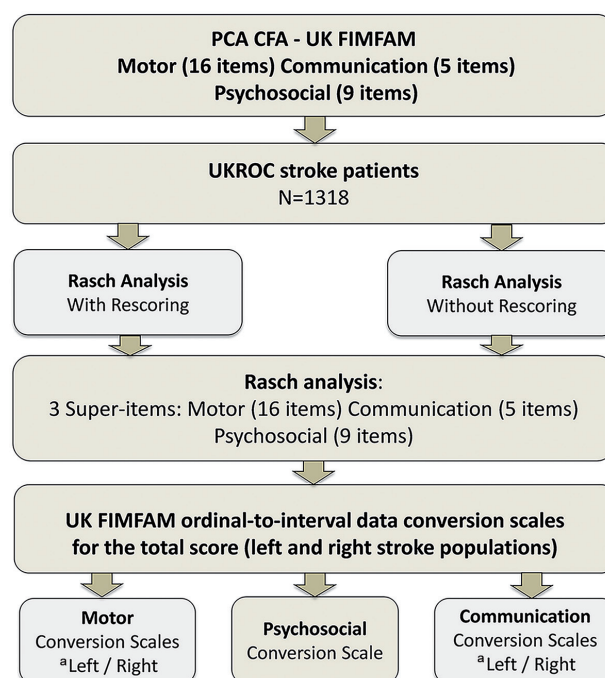 PCA CFA - UK FIMFAM
Motor (16 items) Communication (5 items)
Psychosocial (9 items)
UKROC stroke patients
N=1318
Rasch Analysis
With Rescoring
Rasch Analysis
Without Rescoring
Rasch analysis:
3 Super-items: Motor (16 items) Communication (5 items)
Psychosocial (9 items)
UK FIMFAM ordinal-to-interval data conversion scales
for the total score (left and right stroke populations)
Motor
Conversion Scales
ᵃLeft / Right
Psychosocial
Conversion Scale
Communication
Conversion Scales
ᵃLeft / Right